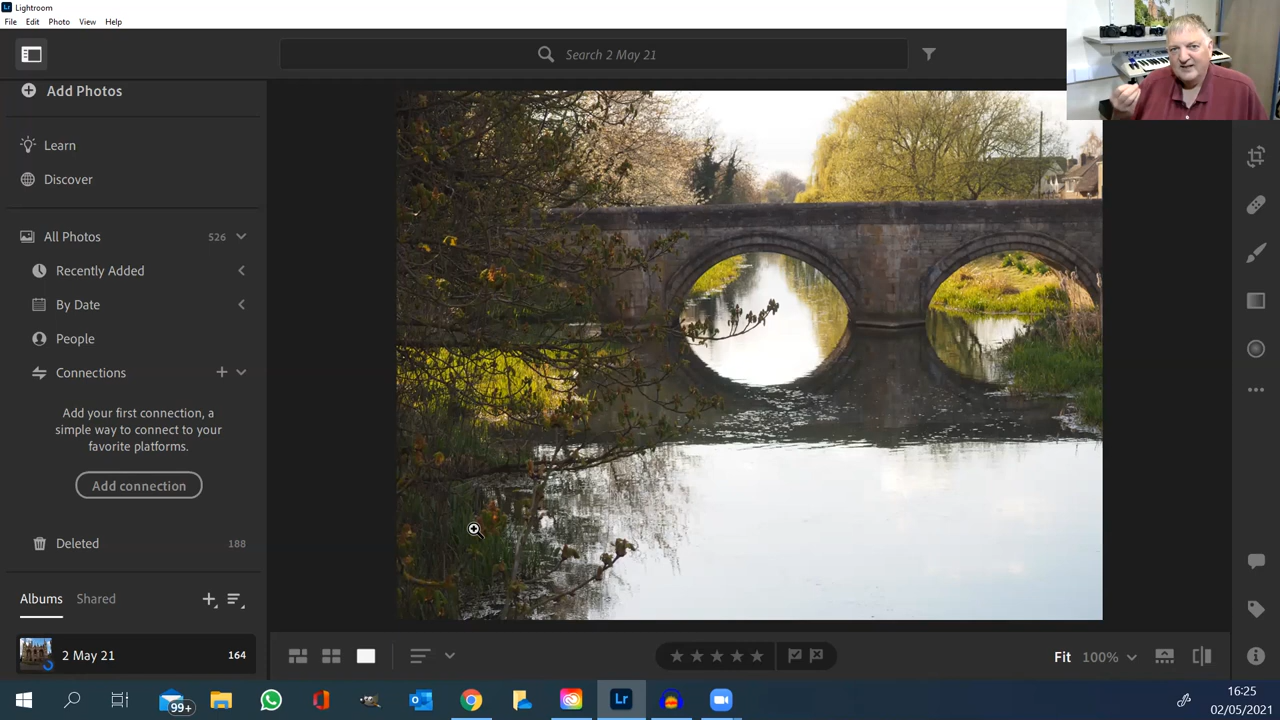 Lr Lightroom
File Edit Photo View Help
Search 2 May 21
Add Photos
Learn
Discover
All Photos 526
Recently Added
By Date
People
Connections
Add your first connection, a
simple way to connect to your
favorite platforms.
Add connection
Deleted 188
Albums Shared
2 May 21 164
Fit 100%
99+
Lr
16:25
02/05/2021